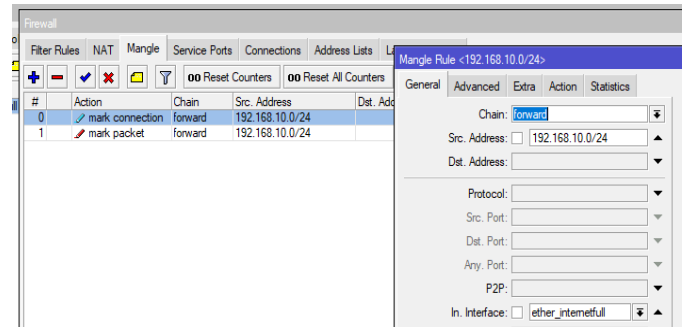 Firewall
Filter Rules NAT Mangle Service Ports Connections Address Lists
00 Reset Counters 00 Reset All Counters
# Action Chain Src. Address Dst.
0 mark connection forward 192.168.10.0/24
1 mark packet forward 192.168.10.0/24
Mangle Rule <192.168.10.0/24>
General Advanced Extra Action Statistics
Chain: forward
Src. Address: 192.168.10.0/24
Dst. Address:
Protocol:
Src. Port:
Dst. Port:
Any. Port:
P2P:
In. Interface: ether_internetfull